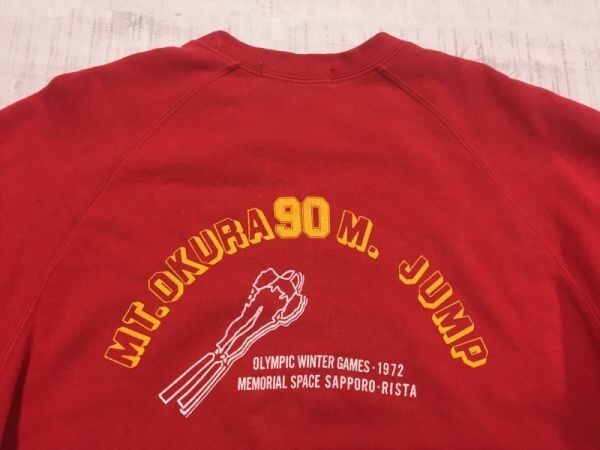 MT. OKURA 90 M. JUMP
OLYMPIC WINTER GAMES-1972
MEMORIAL SPACE SAPPORO-RISTA